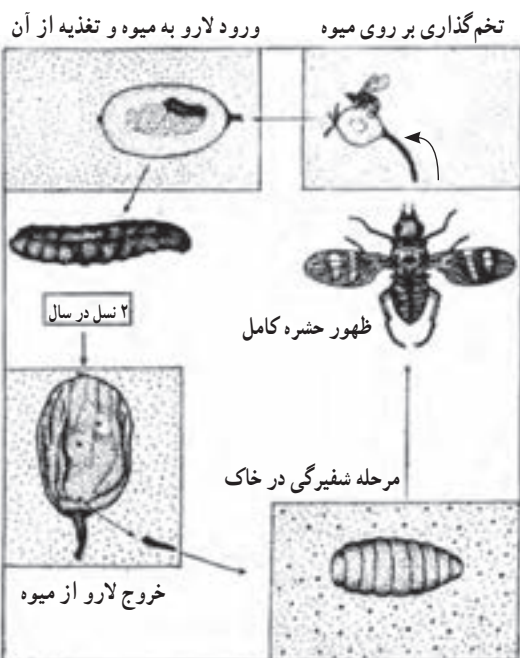 تخم‌گذاری بر روی میوه
ورود لارو به میوه و تغذیه از آن
۲ نسل در سال
ظهور حشره کامل
مرحله شفیرگی در خاک
خروج لارو از میوه